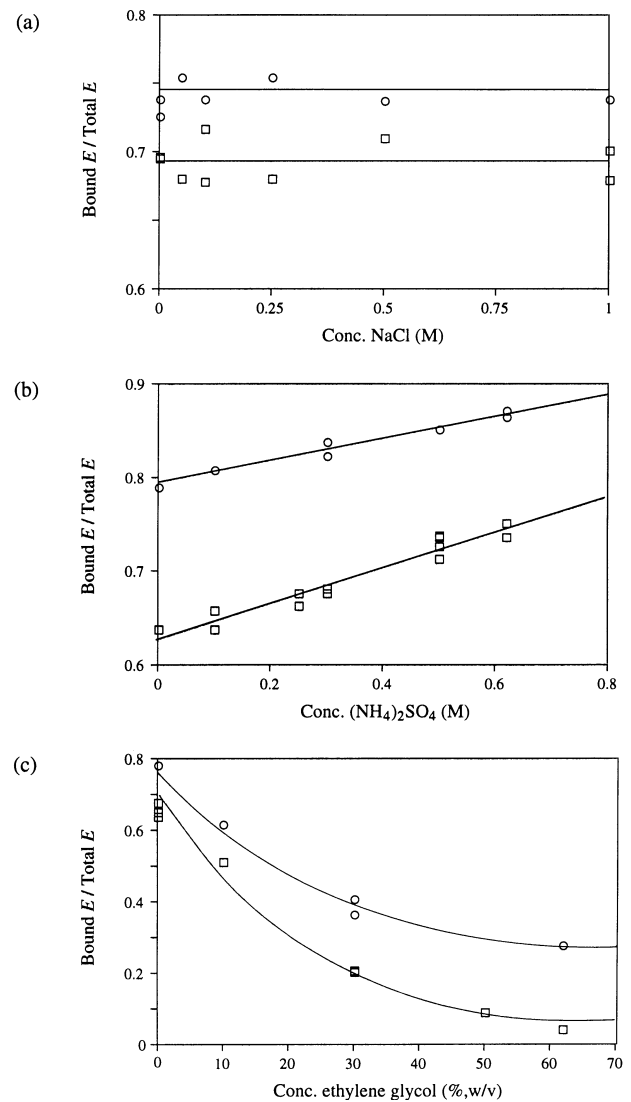 (a)
0.8
0.7
0.6
Bound E / Total E
0 0.25 0.5 0.75 1
Conc. NaCl (M)
(b)
0.9
0.8
0.7
0.6
Bound E / Total E
0 0.2 0.4 0.6 0.8
Conc. (NH4)2SO4 (M)
(c)
0.8
0.6
0.4
0.2
0
Bound E / Total E
0 10 20 30 40 50 60 70
Conc. ethylene glycol (%,w/v)